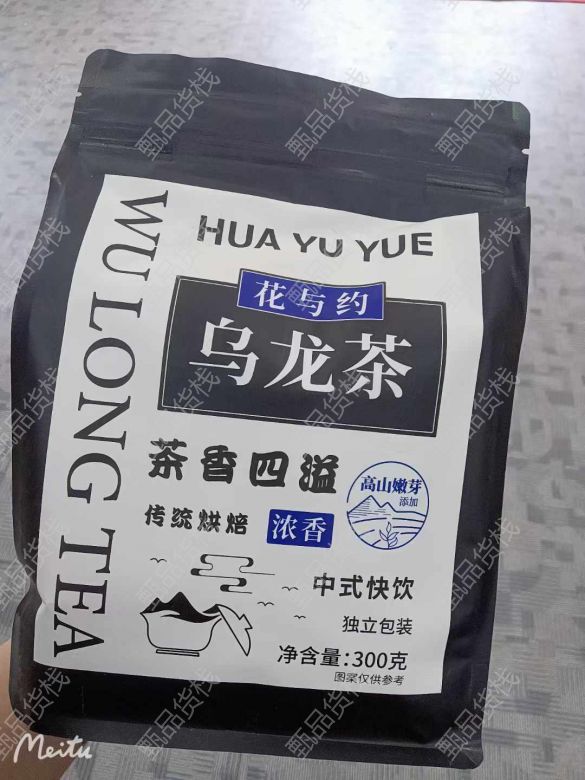 HUA YU YUE
花与约
乌龙茶
WU LONG TEA
茶香四溢
传统烘焙
浓香
高山嫩芽
添加
中式快饮
独立包装
净含量:300克
图案仅供参考
Meitu
甄品货栈